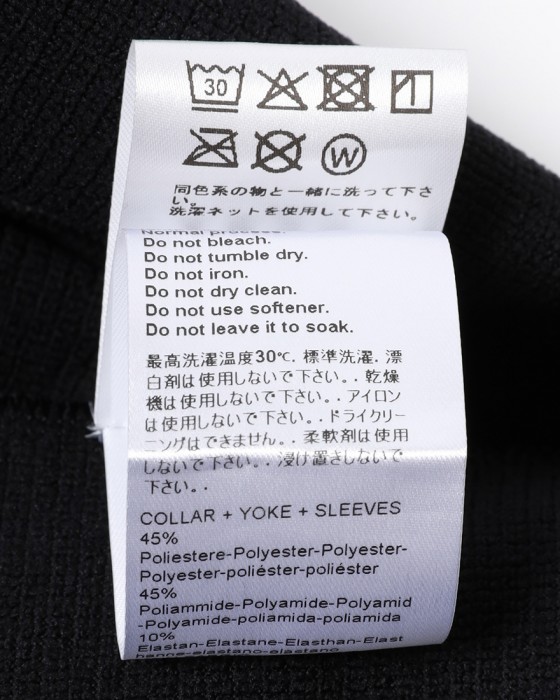 30
W
同色系の物と一緒に洗って下さ
い。
洗濯ネットを使用して下さい。
Normal process.
Do not bleach.
Do not tumble dry.
Do not iron.
Do not dry clean.
Do not use softener.
Do not leave it to soak.
最高洗濯温度30℃. 標準洗濯. 漂
白剤は使用しないで下さい。. 乾燥
機は使用しないで下さい。. アイロン
は使用しないで下さい。. ドライクリー
ニングはできません。. 柔軟剤は使用
しないで下さい。. 浸け置きしないで
下さい。.
COLLAR + YOKE + SLEEVES
45%
Poliestere-Polyester-Polyester-
Polyester-poliéster-poliéster
45%
Poliammide-Polyamide-Polyamid
-Polyamide-poliamida-poliamida
10%
Elastan-Elastane-Elasthan-Elast
hanne-elastano-elastano